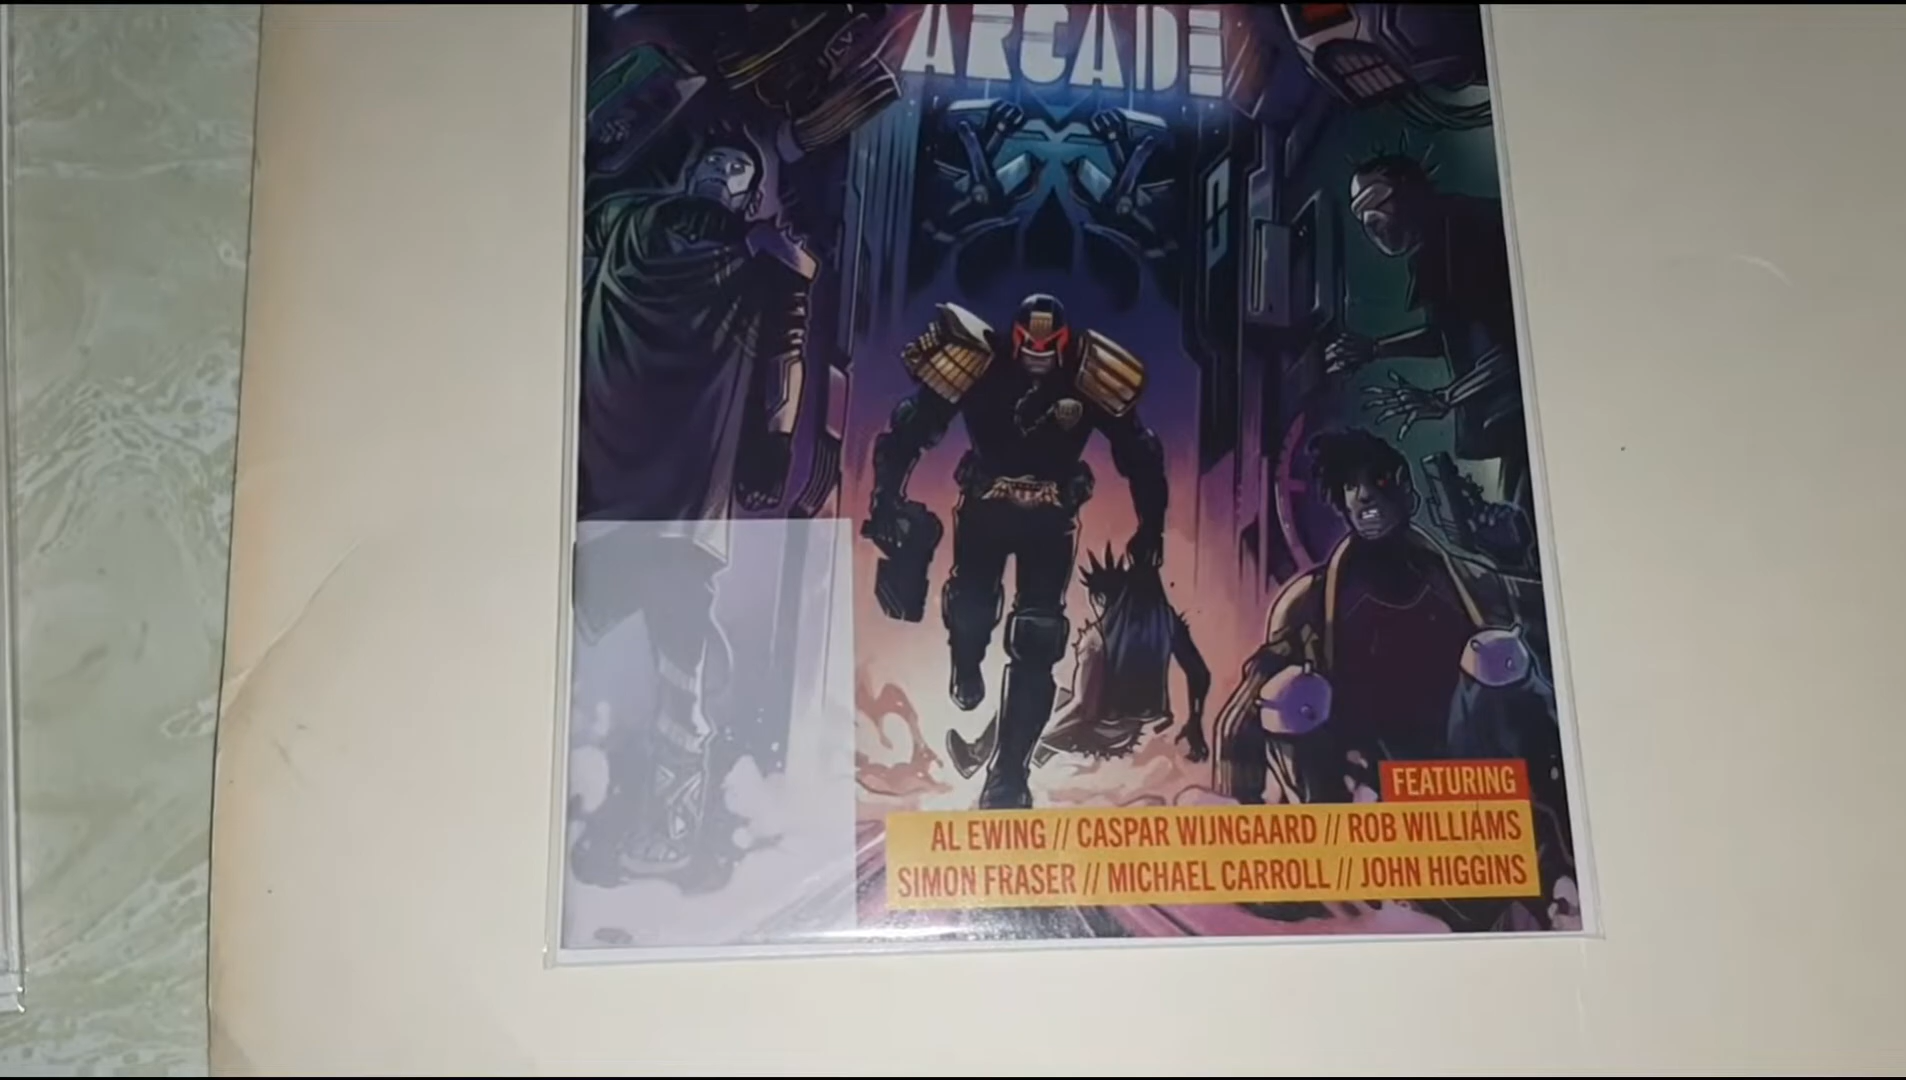 ARCADE
FEATURING
AL EWING // CASPAR WIJNGAARD // ROB WILLIAMS
SIMON FRASER // MICHAEL CARROLL // JOHN HIGGINS